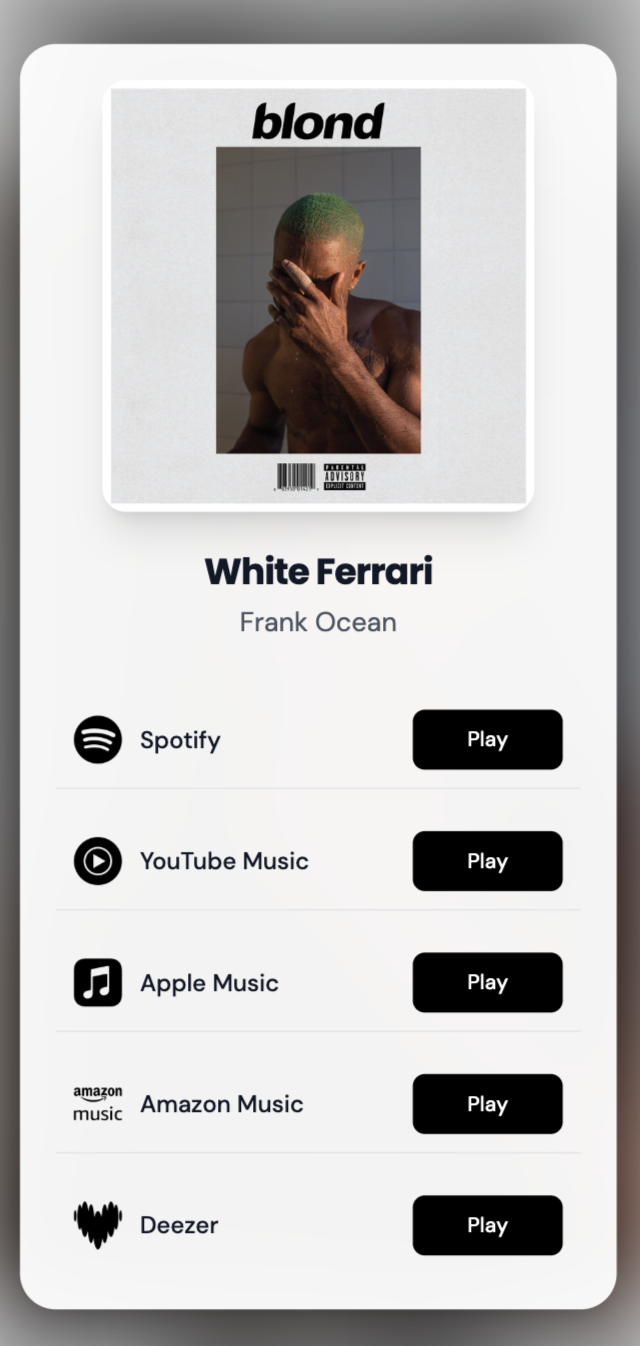 blond
PARENTAL
ADVISORY
EXPLICIT CONTENT
White Ferrari
Frank Ocean
Spotify
Play
YouTube Music
Play
Apple Music
Play
amazon
music
Amazon Music
Play
Deezer
Play